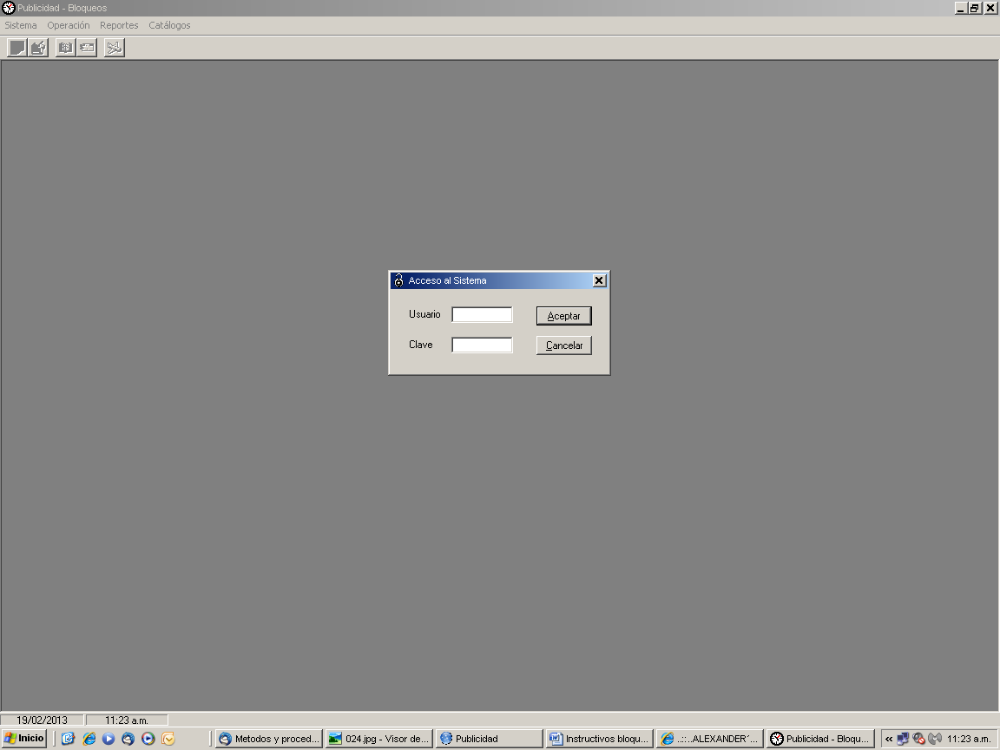 Publicidad - Bloqueos
Sistema Operación Reportes Catálogos
Acceso al Sistema
Usuario Aceptar
Clave Cancelar
19/02/2013 11:23 a.m.
Inicio Metodos y proced... 024.jpg - Visor de... Publicidad Instructivos bloqu... ..::..ALEXANDER´... Publicidad - Bloqu... « 11:23 a.m.